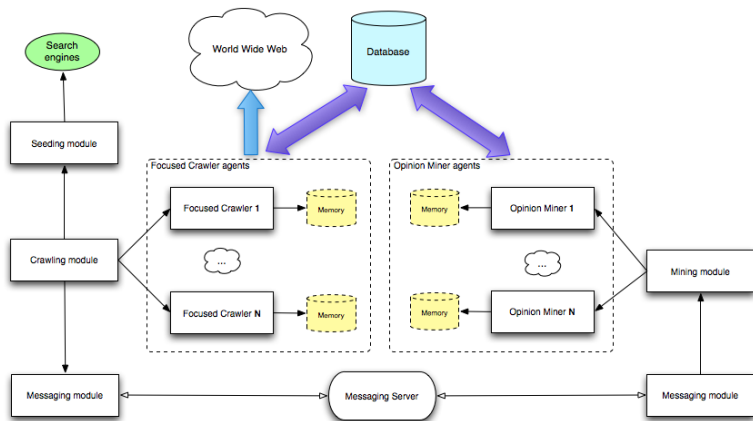 World Wide Web
Database
Search
engines
Seeding module
Focused Crawler agents
Opinion Miner agents
Focused Crawler 1
Memory
Memory
Opinion Miner 1
...
...
Crawling module
Mining module
Focused Crawler N
Memory
Memory
Opinion Miner N
Messaging module
Messaging Server
Messaging module